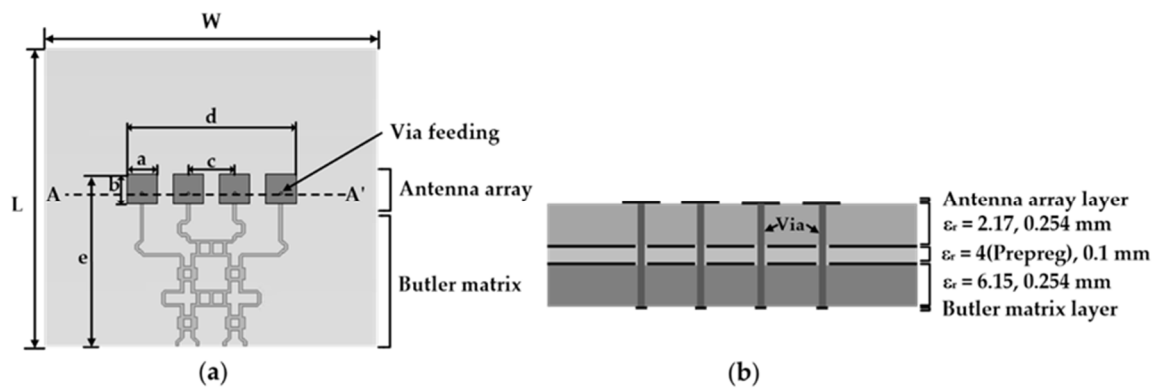 W
d
Via feeding
a
c
b
A
A'
Antenna array
L
e
Butler matrix
(a)
Antenna array layer
εr = 2.17, 0.254 mm
Via
εr = 4(Prepreg), 0.1 mm
εr = 6.15, 0.254 mm
Butler matrix layer
(b)